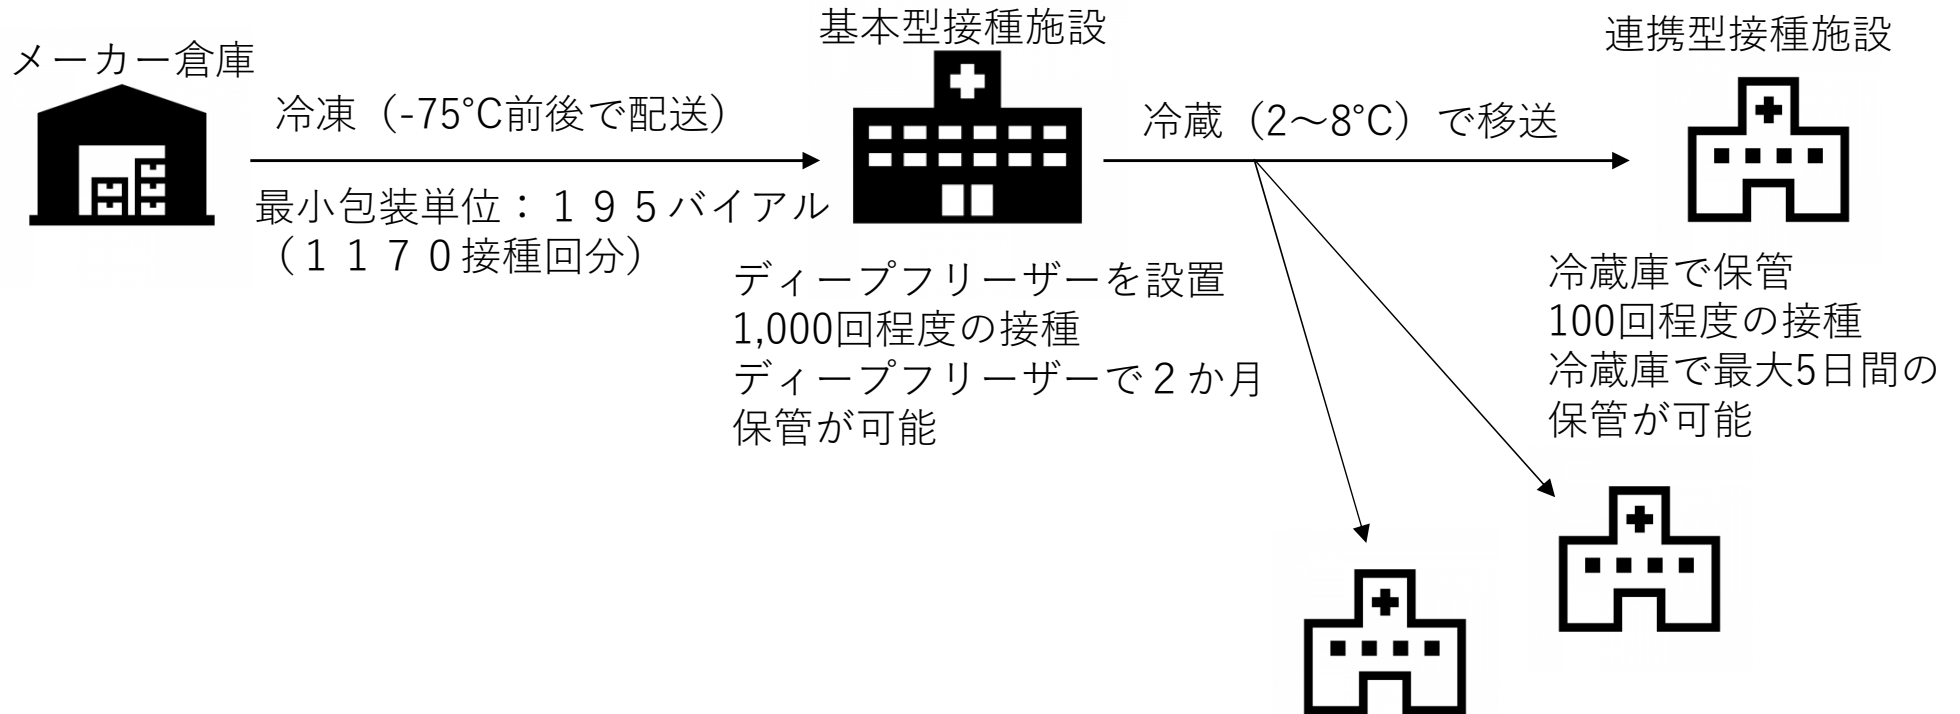 メーカー倉庫
冷凍（-75°C前後で配送）
最小包装単位：１９５バイアル
（１１７０接種回分）
基本型接種施設
ディープフリーザーを設置
1,000回程度の接種
ディープフリーザーで２か月
保管が可能
冷蔵（2～8°C）で移送
連携型接種施設
冷蔵庫で保管
100回程度の接種
冷蔵庫で最大5日間の
保管が可能